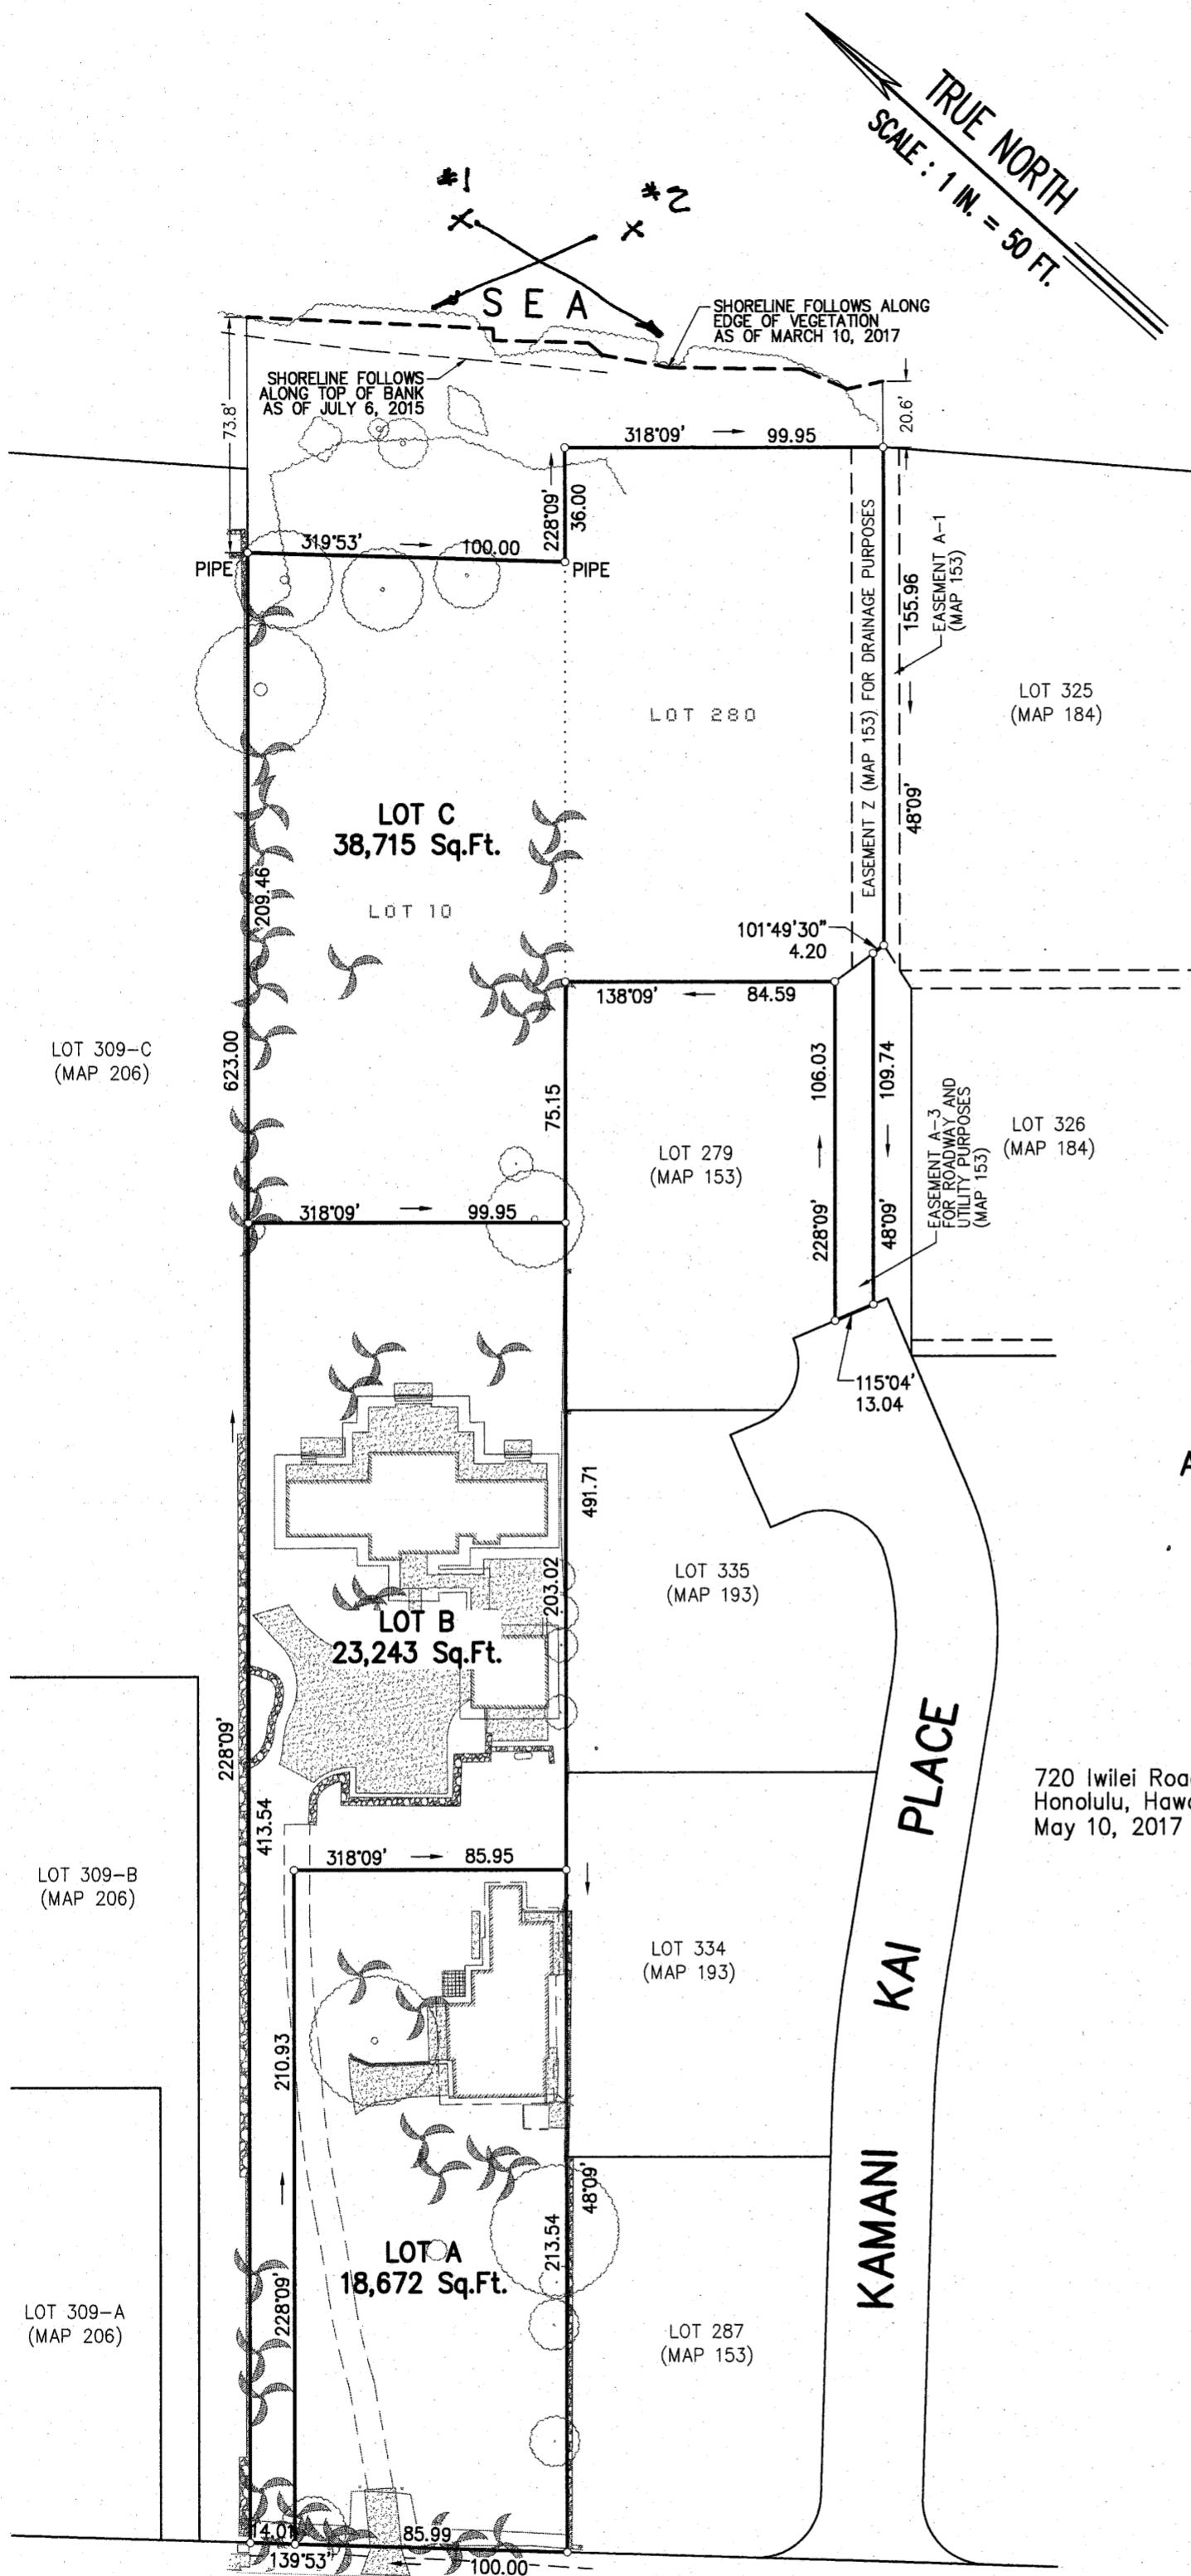 TRUE NORTH
SCALE : 1 IN. = 50 FT.
#1
#2
X
X
SEA
SHORELINE FOLLOWS ALONG
EDGE OF VEGETATION
AS OF MARCH 10, 2017
SHORELINE FOLLOWS
ALONG TOP OF BANK
AS OF JULY 6, 2015
73.8'
20.6'
318°09'
99.95
228°09'
36.00
319°53'
100.00
PIPE
PIPE
EASEMENT Z (MAP 153) FOR DRAINAGE PURPOSES
155.96
EASEMENT A-1
(MAP 153)
48°09'
LOT 325
(MAP 184)
LOT 280
LOT C
38,715 Sq.Ft.
209.46
LOT 10
101°49'30"
4.20
138°09'
84.59
LOT 309-C
(MAP 206)
623.00
75.15
106.03
109.74
LOT 279
(MAP 153)
228°09'
48°09'
EASEMENT A-3
FOR ROADWAY AND
UTILITY PURPOSES
(MAP 153)
LOT 326
(MAP 184)
318°09'
99.95
115°04'
13.04
A
491.71
LOT 335
(MAP 193)
203.02
LOT B
23,243 Sq.Ft.
228°09'
413.54
720 Iwilei Roa
Honolulu, Hawa
May 10, 2017
KAMANI KAI PLACE
318°09'
85.95
LOT 309-B
(MAP 206)
LOT 334
(MAP 193)
210.93
48°09'
213.54
LOT A
18,672 Sq.Ft.
228°09'
LOT 309-A
(MAP 206)
LOT 287
(MAP 153)
14.01
85.99
139°53'
100.00